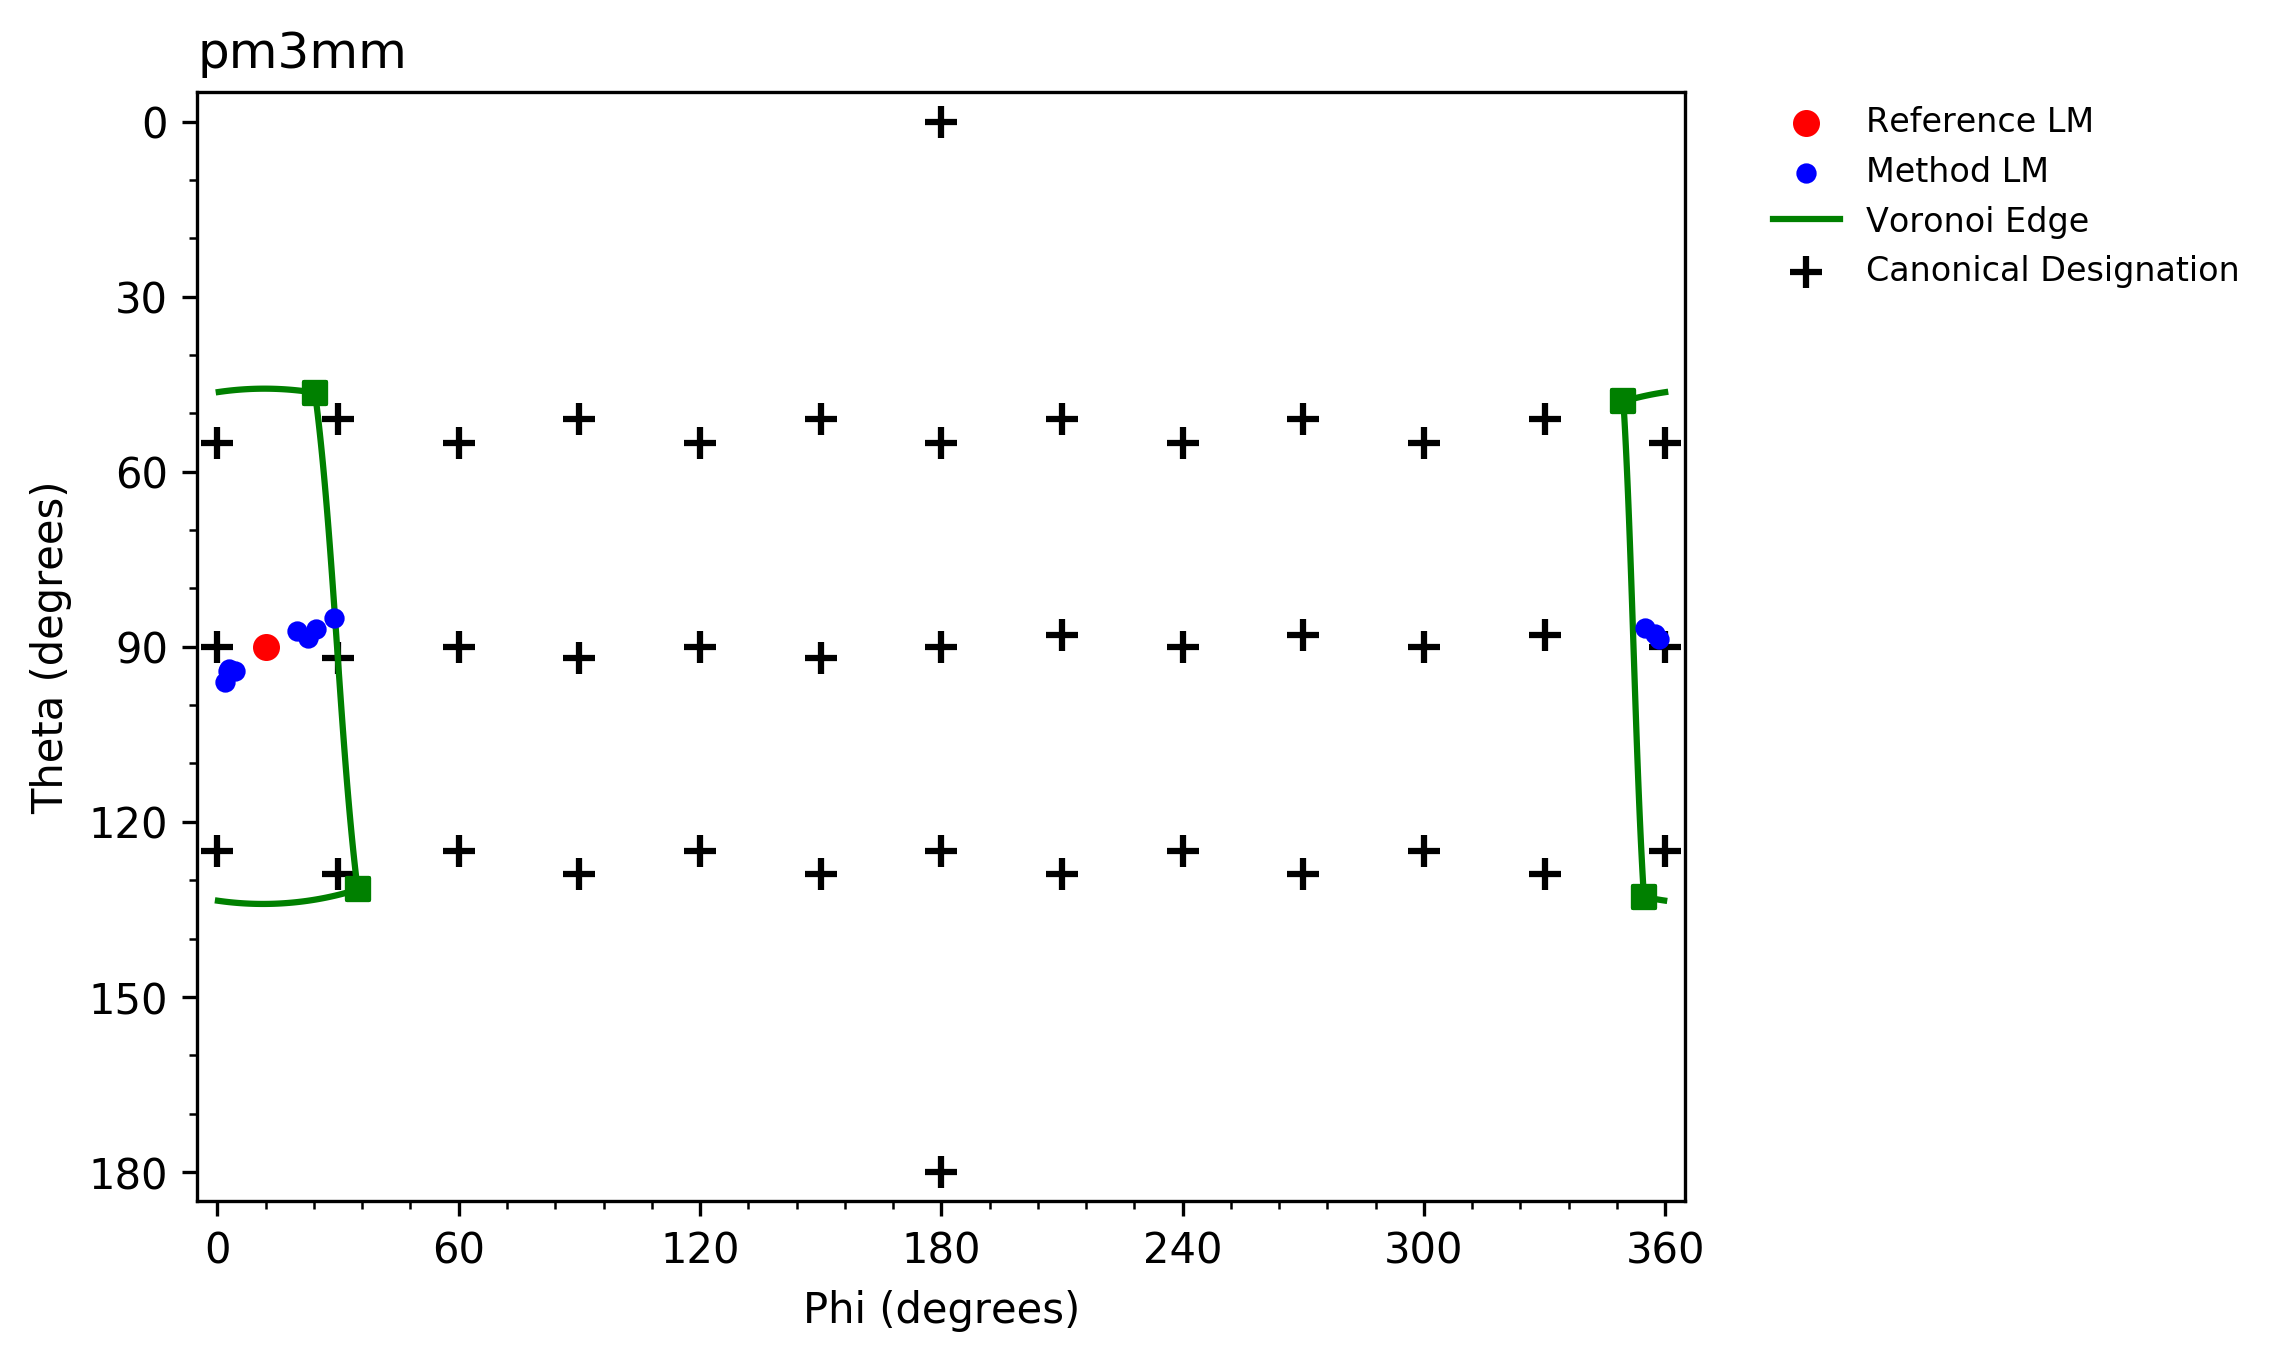 pm3mm
Reference LM
Method LM
Voronoi Edge
Canonical Designation
Theta (degrees)
0
30
60
90
120
150
180
0 60 120 180 240 300 360
Phi (degrees)